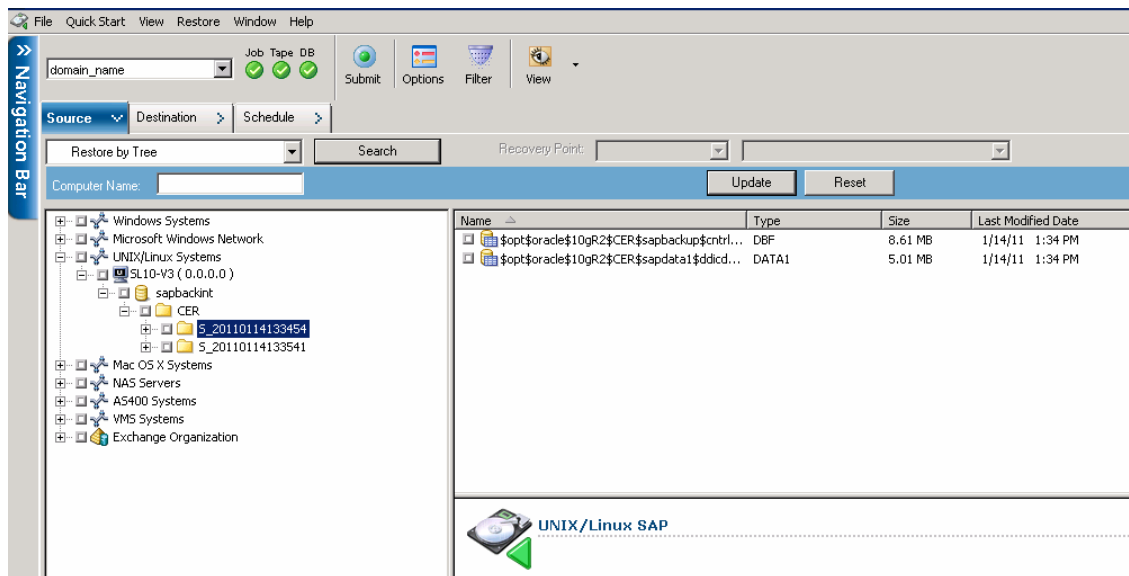 File Quick Start View Restore Window Help
Navigation Bar
domain_name Job Tape DB Submit Options Filter View
Source Destination Schedule
Restore by Tree Search Recovery Point:
Computer Name: Update Reset
Windows Systems
Microsoft Windows Network
UNIX/Linux Systems
SL10-V3 ( 0.0.0.0 )
sapbackint
CER
S_20110114133454
S_20110114133541
Mac OS X Systems
NAS Servers
AS400 Systems
VMS Systems
Exchange Organization
Name Type Size Last Modified Date
$opt$oracle$10gR2$CER$sapbackup$cntrl... DBF 8.61 MB 1/14/11 1:34 PM
$opt$oracle$10gR2$CER$sapdata1$ddicd... DATA1 5.01 MB 1/14/11 1:34 PM
UNIX/Linux SAP